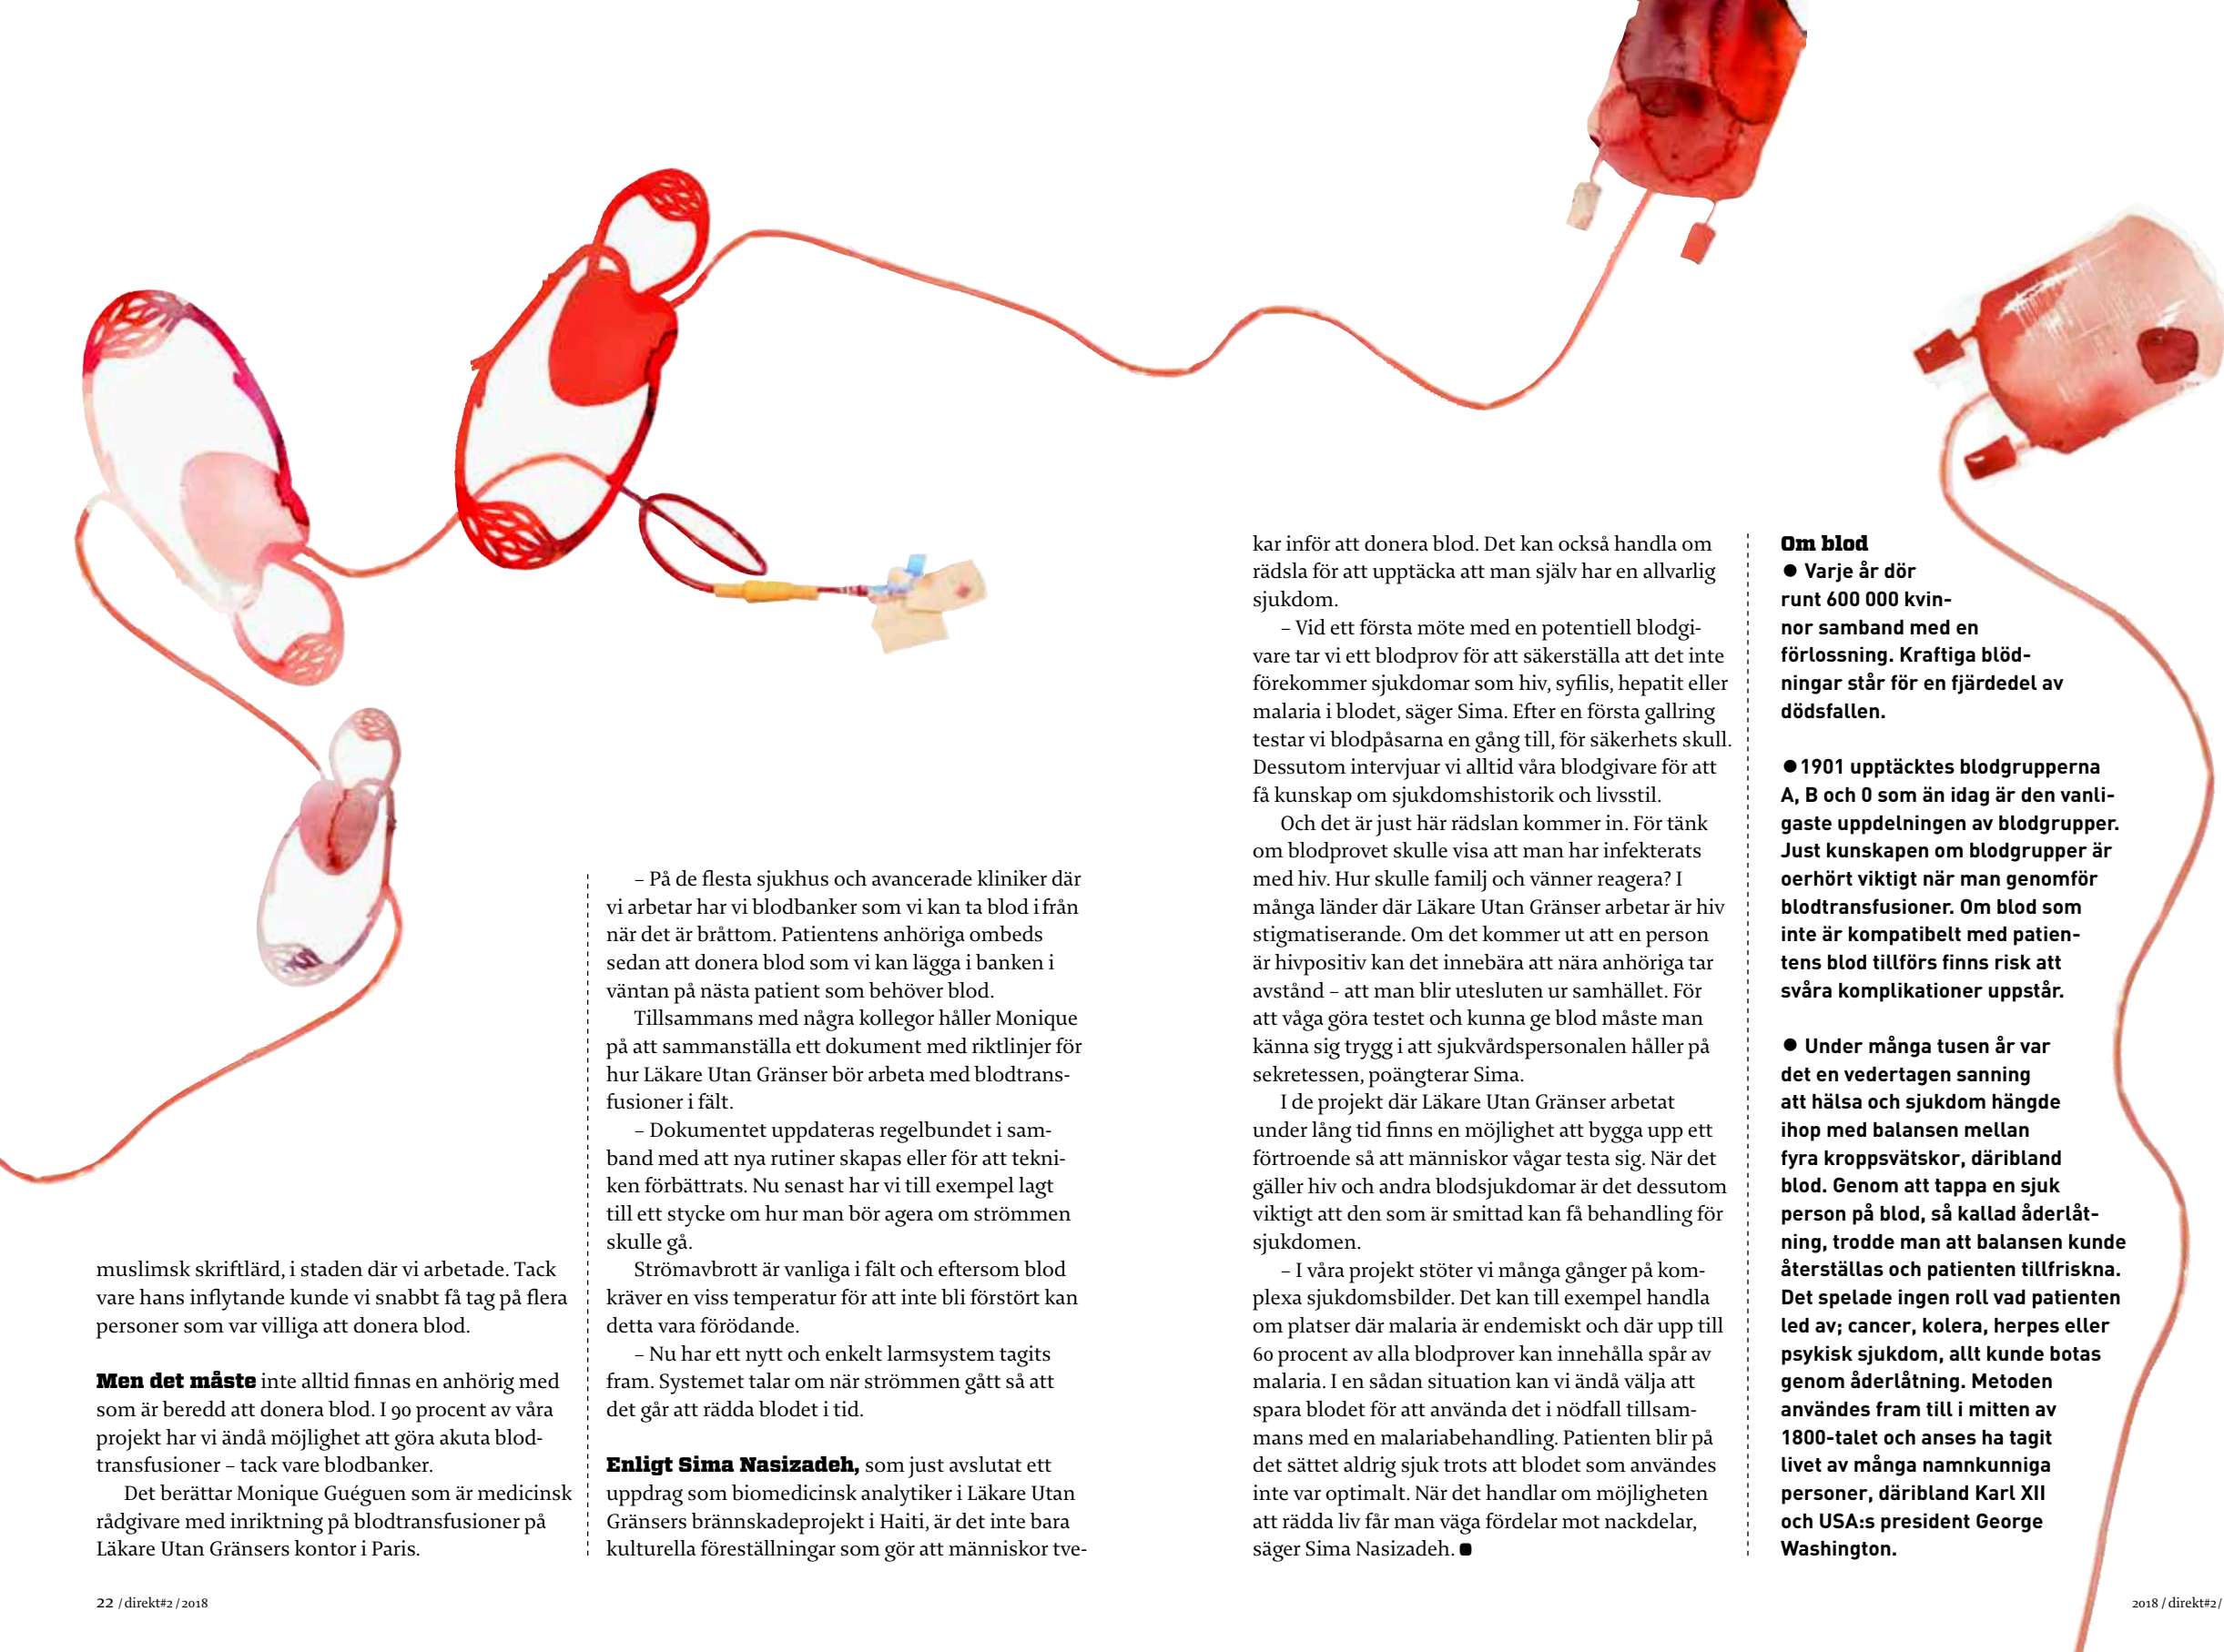 muslimsk skriftlärd, i staden där vi arbetade. Tack
vare hans inflytande kunde vi snabbt få tag på flera
personer som var villiga att donera blod.
Men det måste inte alltid finnas en anhörig med
som är beredd att donera blod. I 90 procent av våra
projekt har vi ändå möjlighet att göra akuta blod-
transfusioner – tack vare blodbanker.
Det berättar Monique Guéguen som är medicinsk
rådgivare med inriktning på blodtransfusioner på
Läkare Utan Gränsers kontor i Paris.
– På de flesta sjukhus och avancerade kliniker där
vi arbetar har vi blodbanker som vi kan ta blod i från
när det är bråttom. Patientens anhöriga ombeds
sedan att donera blod som vi kan lägga i banken i
väntan på nästa patient som behöver blod.
Tillsammans med några kollegor håller Monique
på att sammanställa ett dokument med riktlinjer för
hur Läkare Utan Gränser bör arbeta med blodtrans-
fusioner i fält.
– Dokumentet uppdateras regelbundet i sam-
band med att nya rutiner skapas eller för att tekni-
ken förbättrats. Nu senast har vi till exempel lagt
till ett stycke om hur man bör agera om strömmen
skulle gå.
Strömavbrott är vanliga i fält och eftersom blod
kräver en viss temperatur för att inte bli förstört kan
detta vara förödande.
– Nu har ett nytt och enkelt larmsystem tagits
fram. Systemet talar om när strömmen gått så att
det går att rädda blodet i tid.
Enligt Sima Nasizadeh, som just avslutat ett
uppdrag som biomedicinsk analytiker i Läkare Utan
Gränsers brännskadeprojekt i Haiti, är det inte bara
kulturella föreställningar som gör att människor tve-
kar inför att donera blod. Det kan också handla om
rädsla för att upptäcka att man själv har en allvarlig
sjukdom.
– Vid ett första möte med en potentiell blodgi-
vare tar vi ett blodprov för att säkerställa att det inte
förekommer sjukdomar som hiv, syfilis, hepatit eller
malaria i blodet, säger Sima. Efter en första gallring
testar vi blodpåsarna en gång till, för säkerhets skull.
Dessutom intervjuar vi alltid våra blodgivare för att
få kunskap om sjukdomshistorik och livsstil.
Och det är just här rädslan kommer in. För tänk
om blodprovet skulle visa att man har infekterats
med hiv. Hur skulle familj och vänner reagera? I
många länder där Läkare Utan Gränser arbetar är hiv
stigmatiserande. Om det kommer ut att en person
är hivpositiv kan det innebära att nära anhöriga tar
avstånd – att man blir utesluten ur samhället. För
att våga göra testet och kunna ge blod måste man
känna sig trygg i att sjukvårdspersonalen håller på
sekretessen, poängterar Sima.
I de projekt där Läkare Utan Gränser arbetat
under lång tid finns en möjlighet att bygga upp ett
förtroende så att människor vågar testa sig. När det
gäller hiv och andra blodsjukdomar är det dessutom
viktigt att den som är smittad kan få behandling för
sjukdomen.
– I våra projekt stöter vi många gånger på kom-
plexa sjukdomsbilder. Det kan till exempel handla
om platser där malaria är endemiskt och där upp till
60 procent av alla blodprover kan innehålla spår av
malaria. I en sådan situation kan vi ändå välja att
spara blodet för att använda det i nödfall tillsam-
mans med en malariabehandling. Patienten blir på
det sättet aldrig sjuk trots att blodet som användes
inte var optimalt. När det handlar om möjligheten
att rädda liv får man väga fördelar mot nackdelar,
säger Sima Nasizadeh.
Om blod
● Varje år dör
runt 600 000 kvin-
nor samband med en
förlossning. Kraftiga blöd-
ningar står för en fjärdedel av
dödsfallen.
●1901 upptäcktes blodgrupperna
A, B och 0 som än idag är den vanli-
gaste uppdelningen av blodgrupper.
Just kunskapen om blodgrupper är
oerhört viktigt när man genomför
blodtransfusioner. Om blod som
inte är kompatibelt med patien-
tens blod tillförs finns risk att
svåra komplikationer uppstår.
● Under många tusen år var
det en vedertagen sanning
att hälsa och sjukdom hängde
ihop med balansen mellan
fyra kroppsvätskor, däribland
blod. Genom att tappa en sjuk
person på blod, så kallad åderlåt-
ning, trodde man att balansen kunde
återställas och patienten tillfriskna.
Det spelade ingen roll vad patienten
led av; cancer, kolera, herpes eller
psykisk sjukdom, allt kunde botas
genom åderlåtning. Metoden
användes fram till i mitten av
1800-talet och anses ha tagit
livet av många namnkunniga
personer, däribland Karl XII
och USA:s president George
Washington.
22 / direkt#2 / 2018
2018 / direkt#2/